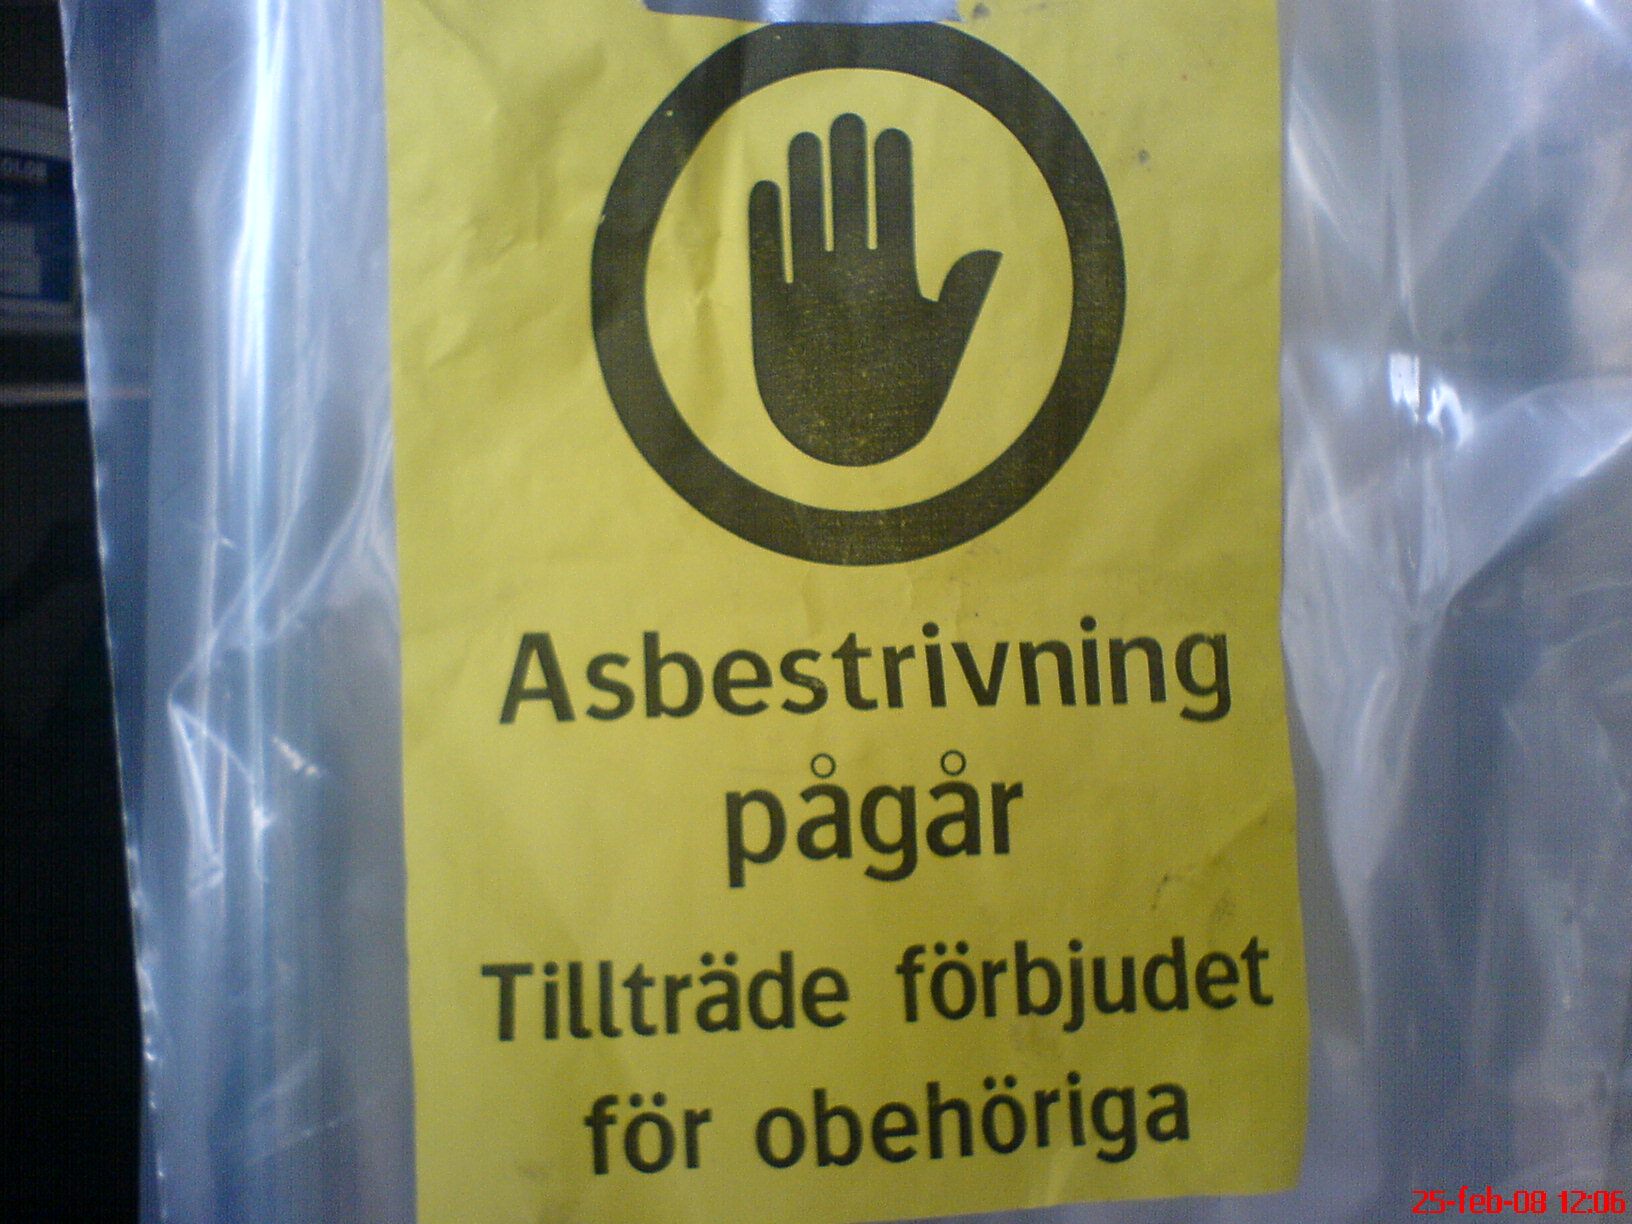 Asbestrivning
pågår
Tillträde förbjudet
för obehöriga
25-feb-08 12:06